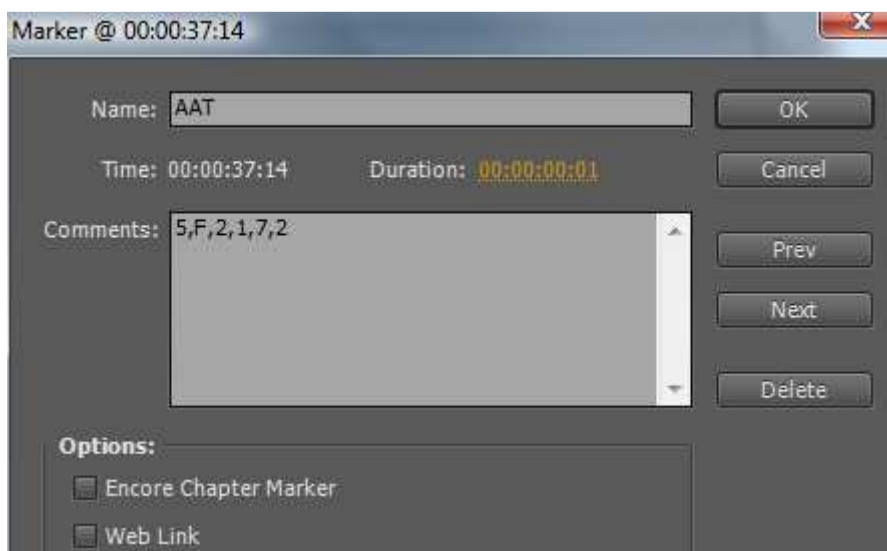 Marker @ 00:00:37:14
Name: AAT
OK
Time: 00:00:37:14 Duration: 00:00:00:01
Cancel
Comments: 5,F,2,1,7,2
Prev
Next
Delete
Options:
Encore Chapter Marker
Web Link